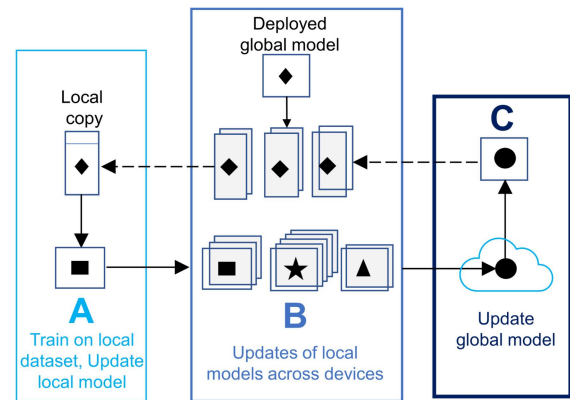 Deployed
global model
Local
copy
C
A
Train on local
dataset, Update
local model
B
Updates of local
models across devices
Update
global model